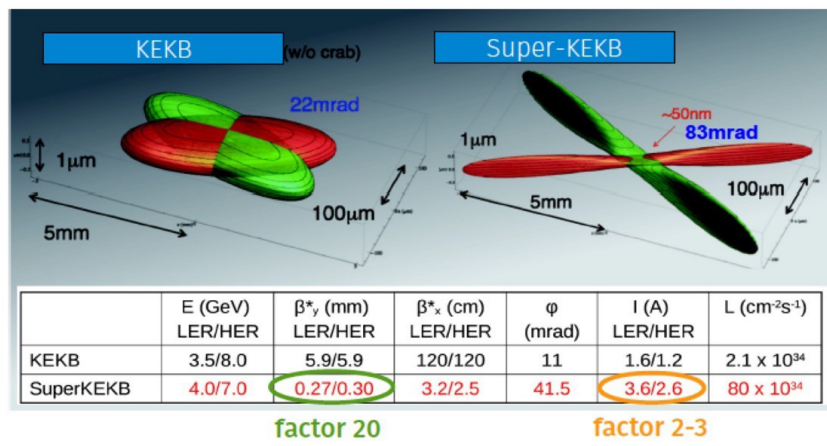 KEKB
(w/o crab)
Super-KEKB
22mrad
~50nm
83mrad
1μm
1μm
100μm
100μm
5mm
5mm
E (GeV) β*y (mm) β*x (cm) φ I (A) L (cm-2s-1)
LER/HER LER/HER LER/HER (mrad) LER/HER
KEKB 3.5/8.0 5.9/5.9 120/120 11 1.6/1.2 2.1 x 10³⁴
SuperKEKB 4.0/7.0 0.27/0.30 3.2/2.5 41.5 3.6/2.6 80 x 10³⁴
factor 20 factor 2-3